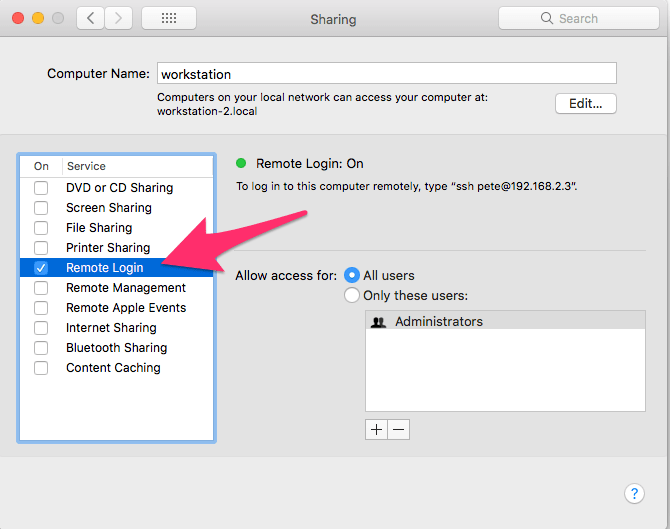 Sharing
Search
Computer Name: workstation
Computers on your local network can access your computer at:
workstation-2.local
Edit...
On Service
DVD or CD Sharing
Screen Sharing
File Sharing
Printer Sharing
Remote Login
Remote Management
Remote Apple Events
Internet Sharing
Bluetooth Sharing
Content Caching
Remote Login: On
To log in to this computer remotely, type “ssh pete@192.168.2.3”.
Allow access for: All users
Only these users:
Administrators
+ −
?